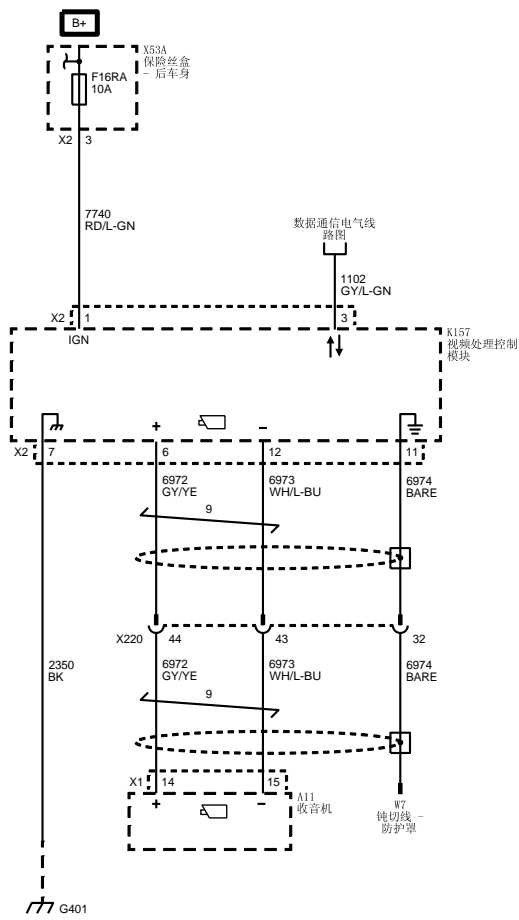 B+
X53A
保险丝盒
- 后车身
F16RA
10A
X2 3
7740
RD/L-GN
数据通信电气线
路图
1102
GY/L-GN
X2 1 3
IGN
K157
视频处理控制
模块
+ −
X2 7 6 12 11
6972
GY/YE
6973
WH/L-BU
6974
BARE
9
X220 44 43 32
2350
BK
6972
GY/YE
6973
WH/L-BU
6974
BARE
9
X1 14 15
+ −
A11
收音机
W7
钝切线 -
防护罩
G401